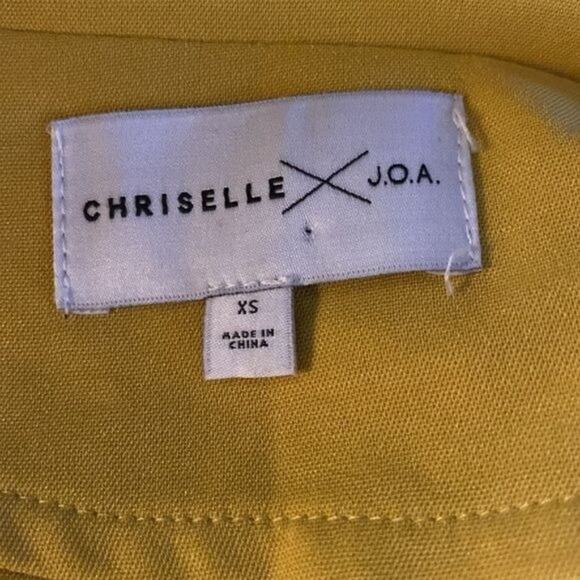 CHRISELLE X J.O.A.
XS
MADE IN
CHINA